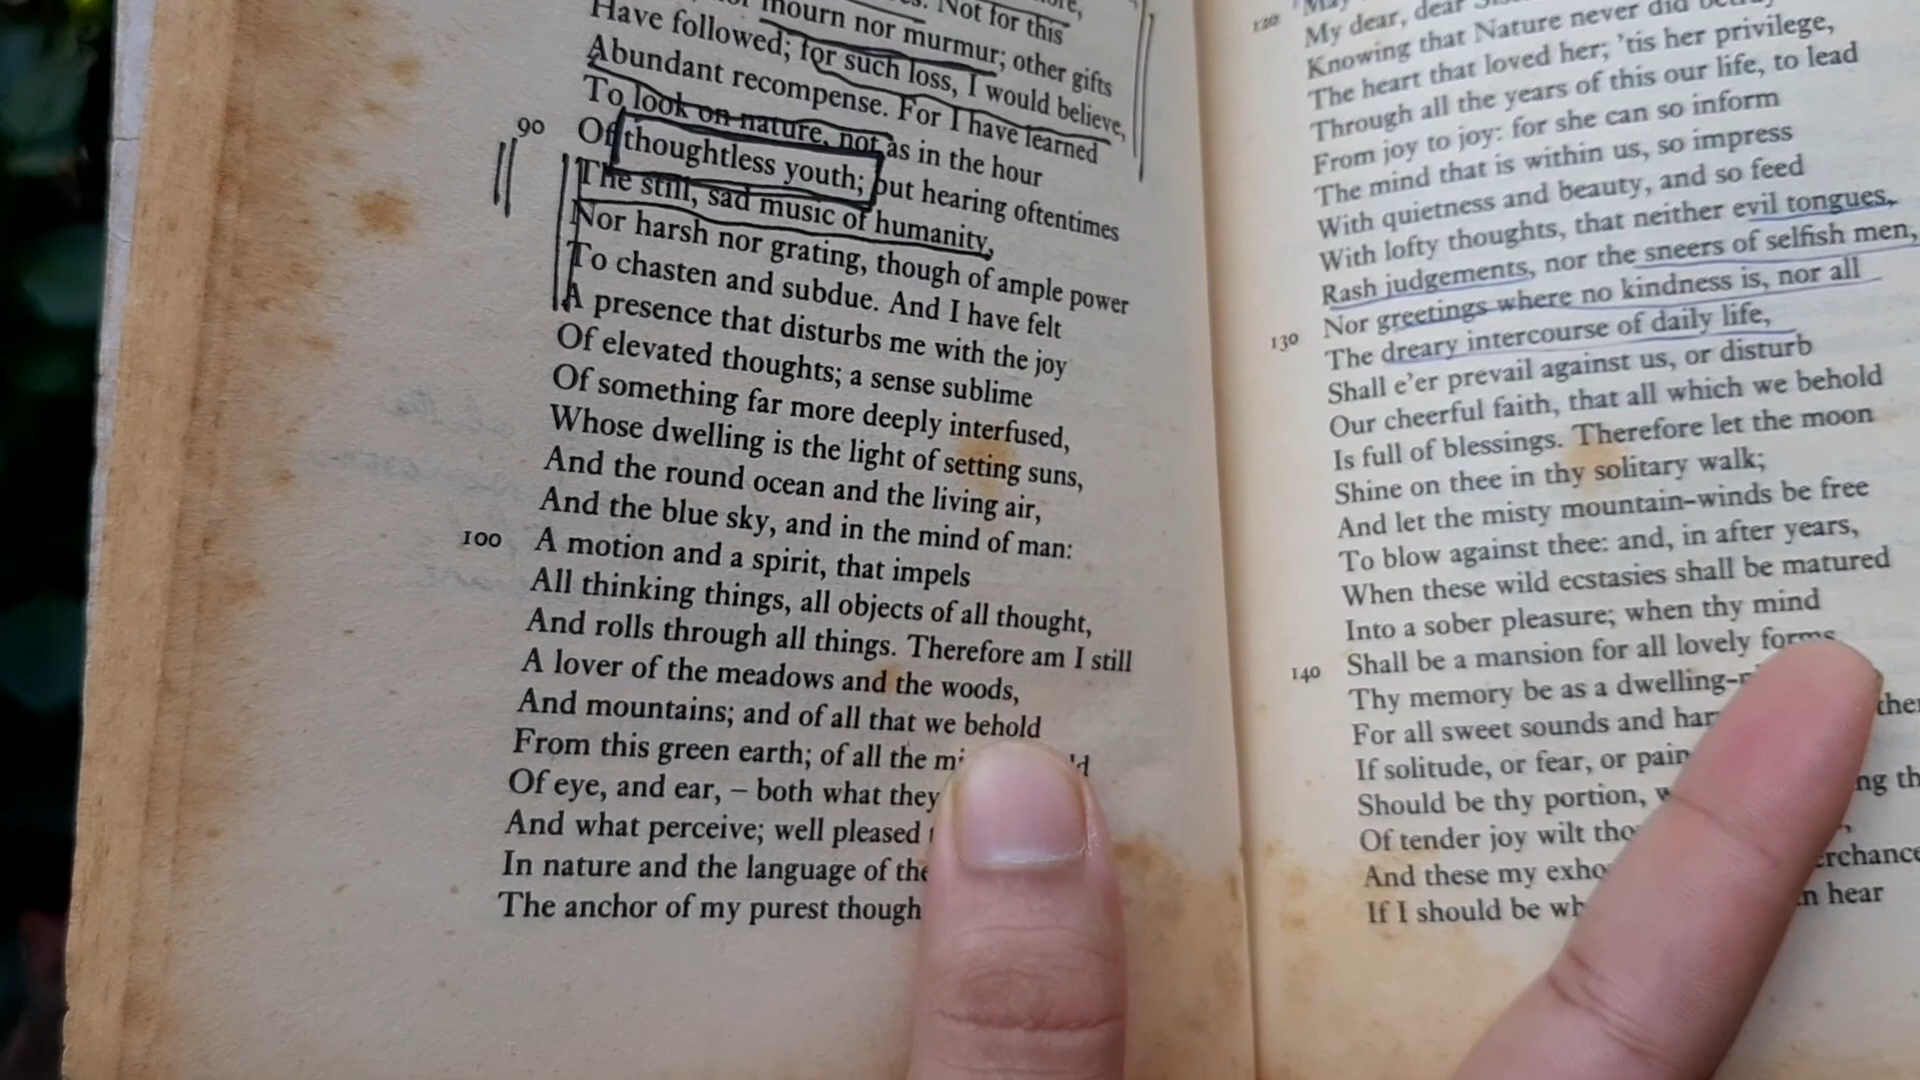 mourn nor murmur; other gifts
Not for this
Have followed; for such loss, I would believe,
Abundant recompense. For I have learned
To look on nature, not as in the hour
90 Of thoughtless youth; but hearing oftentimes
The still, sad music of humanity,
Nor harsh nor grating, though of ample power
To chasten and subdue. And I have felt
A presence that disturbs me with the joy
Of elevated thoughts; a sense sublime
Of something far more deeply interfused,
Whose dwelling is the light of setting suns,
And the round ocean and the living air,
And the blue sky, and in the mind of man:
100 A motion and a spirit, that impels
All thinking things, all objects of all thought,
And rolls through all things. Therefore am I still
A lover of the meadows and the woods,
And mountains; and of all that we behold
From this green earth; of all the
Of eye, and ear, – both what they
And what perceive; well pleased
In nature and the language of
The anchor of my purest
120 My dear, dear
Knowing that Nature never did
The heart that loved her; 'tis her privilege,
Through all the years of this our life, to lead
From joy to joy: for she can so inform
The mind that is within us, so impress
With quietness and beauty, and so feed
With lofty thoughts, that neither evil tongues,
Rash judgements, nor the sneers of selfish men,
Nor greetings where no kindness is, nor all
130 The dreary intercourse of daily life,
Shall e'er prevail against us, or disturb
Our cheerful faith, that all which we behold
Is full of blessings. Therefore let the moon
Shine on thee in thy solitary walk;
And let the misty mountain-winds be free
To blow against thee: and, in after years,
When these wild ecstasies shall be matured
Into a sober pleasure; when thy mind
Shall be a mansion for all lovely forms
140 Thy memory be as a
For all sweet sounds and
If solitude, or fear, or
Should be thy portion,
Of tender joy wilt
And these my
If I should be hear